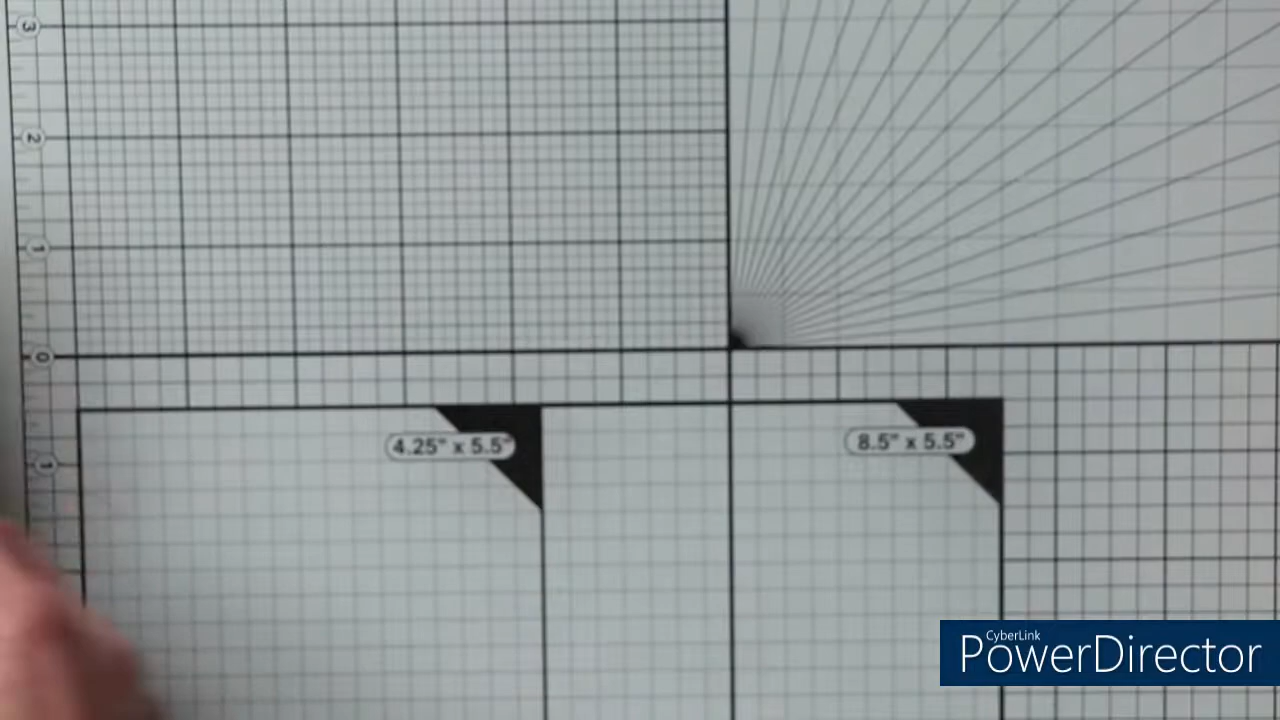 3
2
1
0
4.25" x 5.5"
8.5" x 5.5"
1
CyberLink
PowerDirector